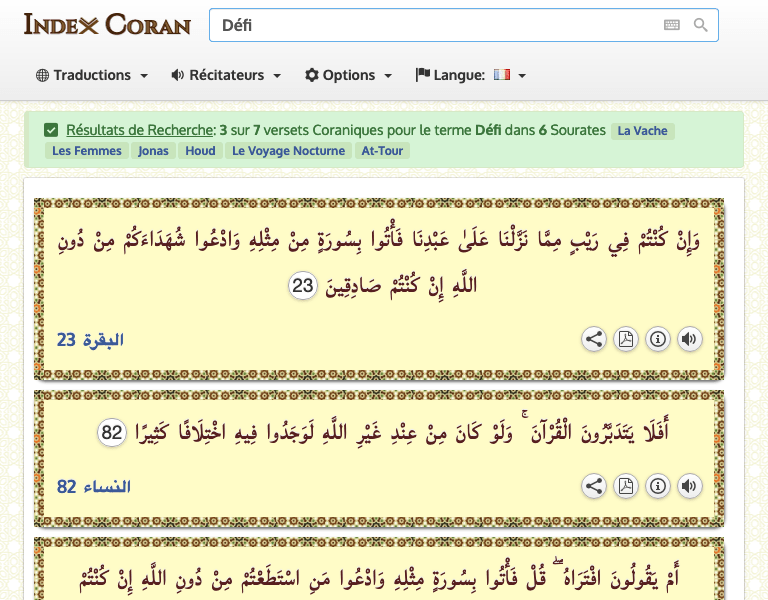 INDEX CORAN
Défi
Traductions
Récitateurs
Options
Langue:
Résultats de Recherche: 3 sur 7 versets Coraniques pour le terme Défi dans 6 Sourates La Vache
Les Femmes Jonas Houd Le Voyage Nocturne At-Tour
وَإِنْ كُنْتُمْ فِي رَيْبٍ مِمَّا نَزَّلْنَا عَلَىٰ عَبْدِنَا فَأْتُوا بِسُورَةٍ مِنْ مِثْلِهِ وَادْعُوا شُهَدَاءَكُمْ مِنْ دُونِ
اللَّهِ إِنْ كُنْتُمْ صَادِقِينَ 23
البقرة 23
أَفَلَا يَتَدَبَّرُونَ الْقُرْآنَ ۚ وَلَوْ كَانَ مِنْ عِنْدِ غَيْرِ اللَّهِ لَوَجَدُوا فِيهِ اخْتِلَافًا كَثِيرًا 82
النساء 82
أَمْ يَقُولُونَ افْتَرَاهُ ۖ قُلْ فَأْتُوا بِسُورَةٍ مِثْلِهِ وَادْعُوا مَنِ اسْتَطَعْتُمْ مِنْ دُونِ اللَّهِ إِنْ كُنْتُمْ